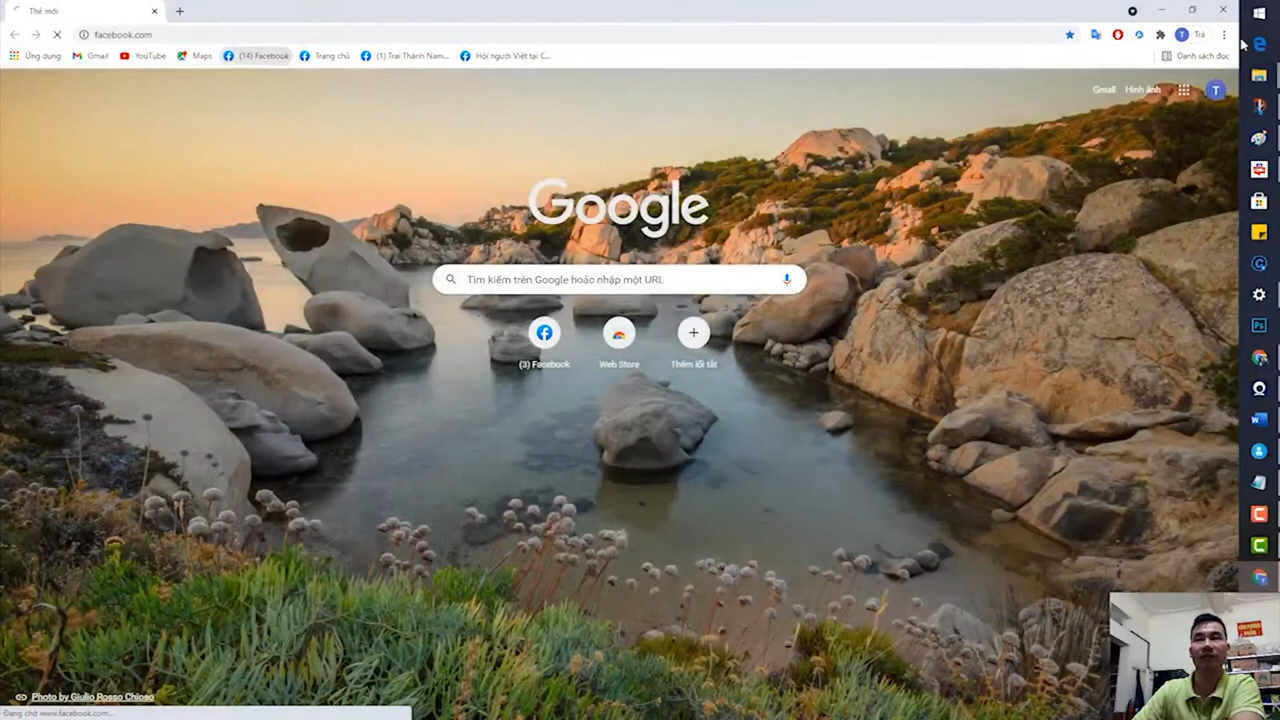 Thẻ mới
facebook.com
Ứng dụng
Gmail
YouTube
Maps
(14) Facebook
Trang chủ
(1) Trai Thành Nam...
Hội người Việt tại C...
Danh sách đọc
Gmail
Hình ảnh
T
Google
Tìm kiếm trên Google hoặc nhập một URL
(3) Facebook
Web Store
Thêm lối tắt
Photo by Giulio Rosso Chioso
Đang chờ www.facebook.com...